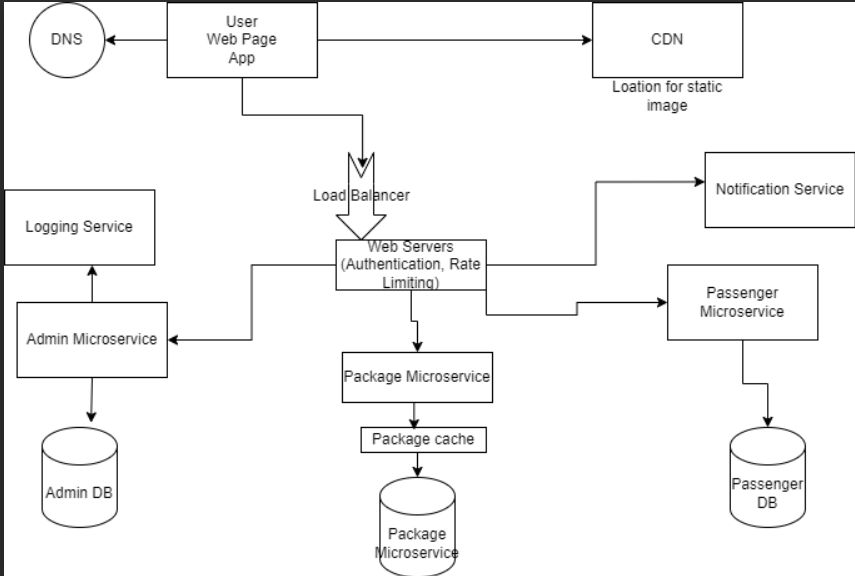 DNS
User
Web Page
App
CDN
Loation for static
image
Load Balancer
Notification Service
Logging Service
Web Servers
(Authentication, Rate
Limiting)
Passenger
Microservice
Admin Microservice
Package Microservice
Package cache
Admin DB
Passenger
DB
Package
Microservice